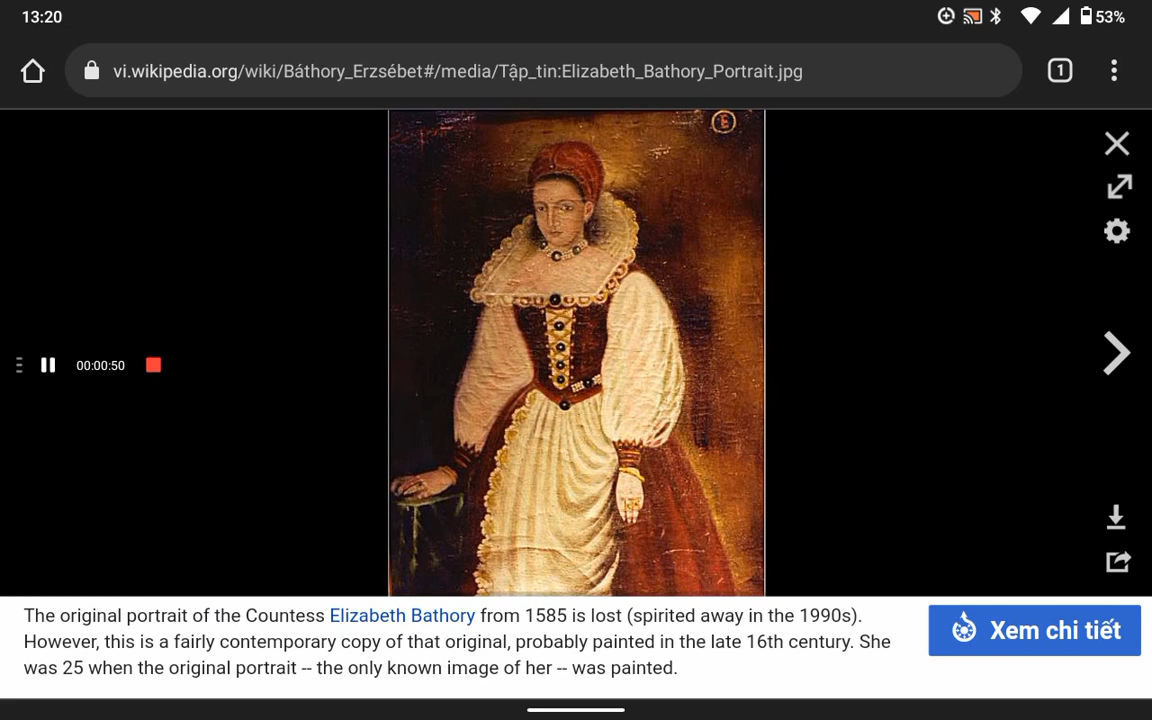 13:20
53%
vi.wikipedia.org/wiki/Báthory_Erzsébet#/media/Tập_tin:Elizabeth_Bathory_Portrait.jpg
1
E
00:00:50
The original portrait of the Countess Elizabeth Bathory from 1585 is lost (spirited away in the 1990s).
However, this is a fairly contemporary copy of that original, probably painted in the late 16th century. She
was 25 when the original portrait -- the only known image of her -- was painted.
Xem chi tiết